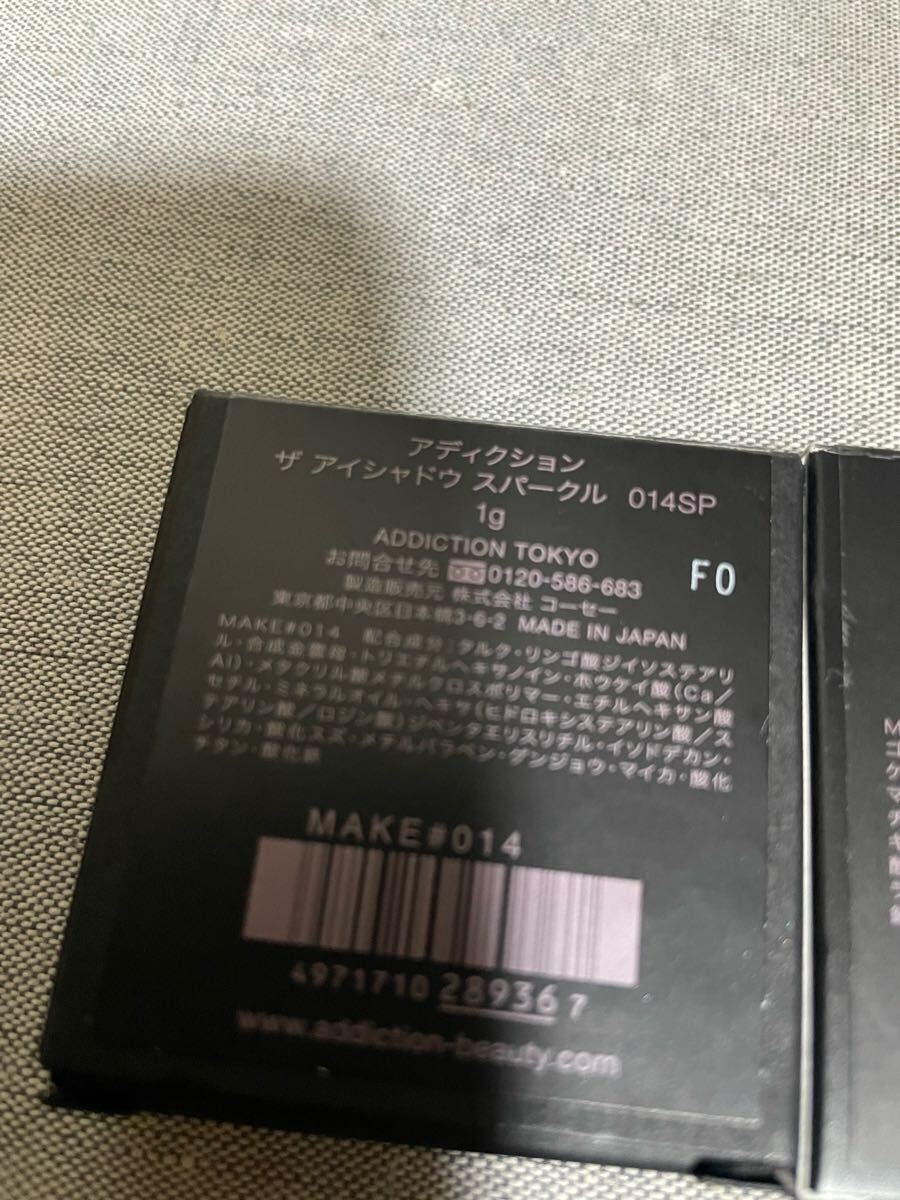 アディクション
ザ アイシャドウ スパークル 014SP
1g
ADDICTION TOKYO
お問合せ先 0120-586-683
F0
製造販売元 株式会社 コーセー
東京都中央区日本橋3-6-2 MADE IN JAPAN
MAKE#014 配合成分:タルク・リンゴ酸ジイソステアリ
ル・合成金雲母・トリエチルヘキサノイン・ホウケイ酸(Ca/
Al)・メタクリル酸メチルクロスポリマー・エチルヘキサン酸
セチル・ミネラルオイル・ヘキサ(ヒドロキシステアリン酸/ス
テアリン酸/ロジン酸)ジペンタエリスリチル・イソドデカン・
シリカ・酸化スズ・メチルパラベン・グンジョウ・マイカ・酸化
チタン・酸化鉄
MAKE#014
4971710 289367
www.addiction-beauty.com